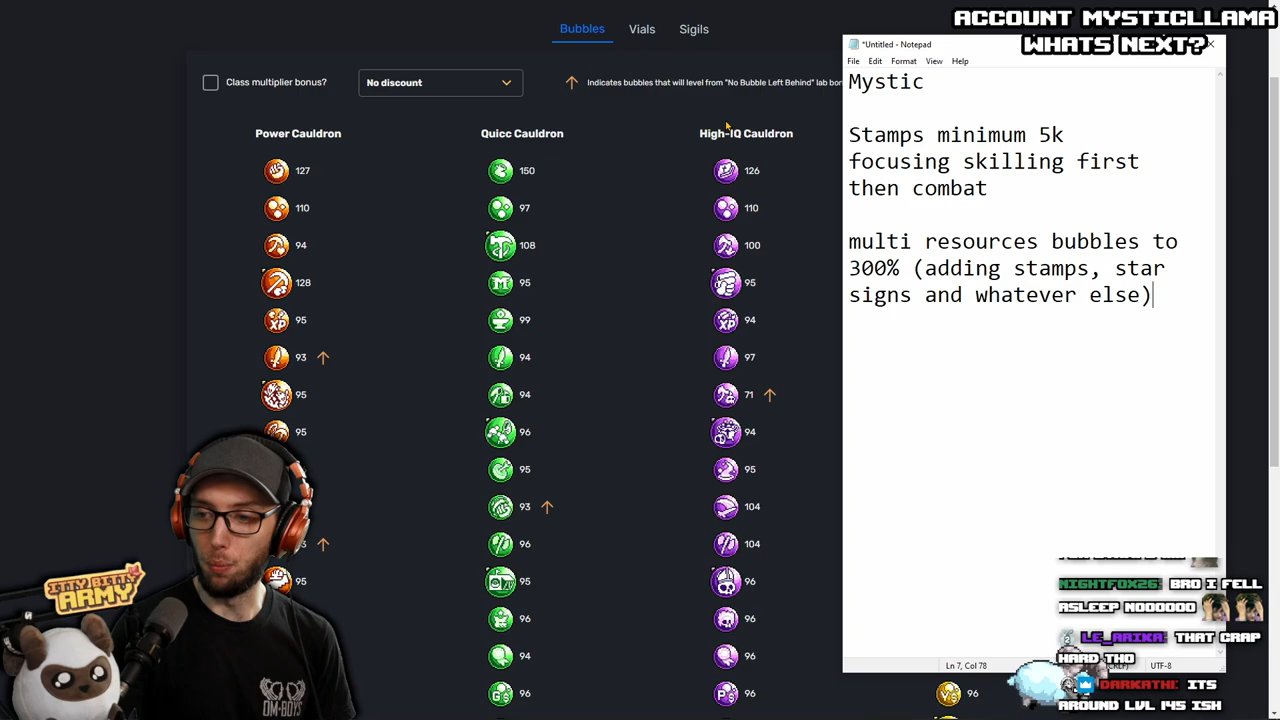 Bubbles Vials Sigils
ACCOUNT MYSTICLLAMA
WHATS NEXT?
*Untitled - Notepad
File Edit Format View Help
Class multiplier bonus? No discount Indicates bubbles that will level from "No Bubble Left Behind" lab bon
Power Cauldron Quicc Cauldron High-IQ Cauldron
127 150 126
110 97 110
94 108 100
128 95 95
95 99 94
93 94 97
95 94 71
95 96 94
95 95
93 104
96 104
95 95 96
96 96
94 96
96 96 96
Mystic
Stamps minimum 5k
focusing skilling first
then combat
multi resources bubbles to
300% (adding stamps, star
signs and whatever else)
Ln 7, Col 78 UTF-8
NIGHTFOX26: BRO I FELL
ASLEEP NOOOOOO
LE_ARIKA: THAT CRAP
HARD THO
DARKATHI: ITS
AROUND LVL 145 ISH
ITTY BITTY
ARMY
OM-BOYS